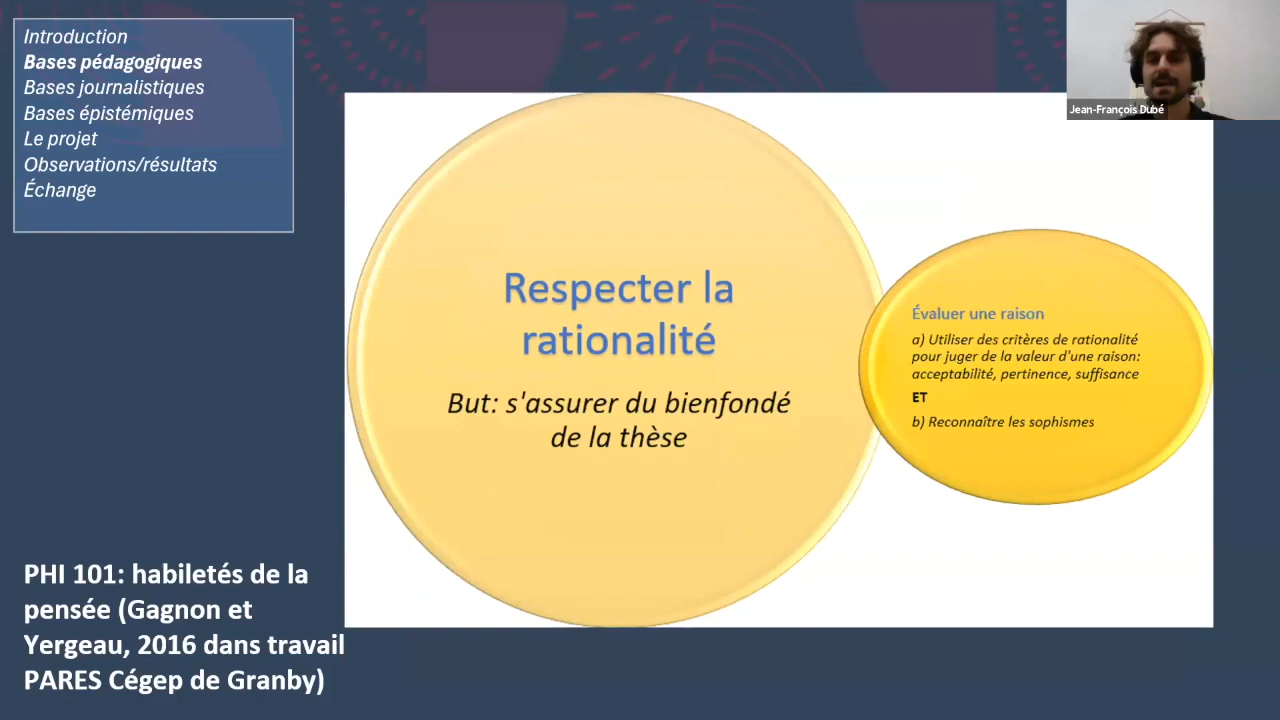 Introduction
Bases pédagogiques
Bases journalistiques
Bases épistémiques
Le projet
Observations/résultats
Échange
Jean-François Dubé
Respecter la
rationalité
But: s'assurer du bienfondé
de la thèse
Évaluer une raison
a) Utiliser des critères de rationalité
pour juger de la valeur d'une raison:
acceptabilité, pertinence, suffisance
ET
b) Reconnaître les sophismes
PHI 101: habiletés de la
pensée (Gagnon et
Yergeau, 2016 dans travail
PARES Cégep de Granby)